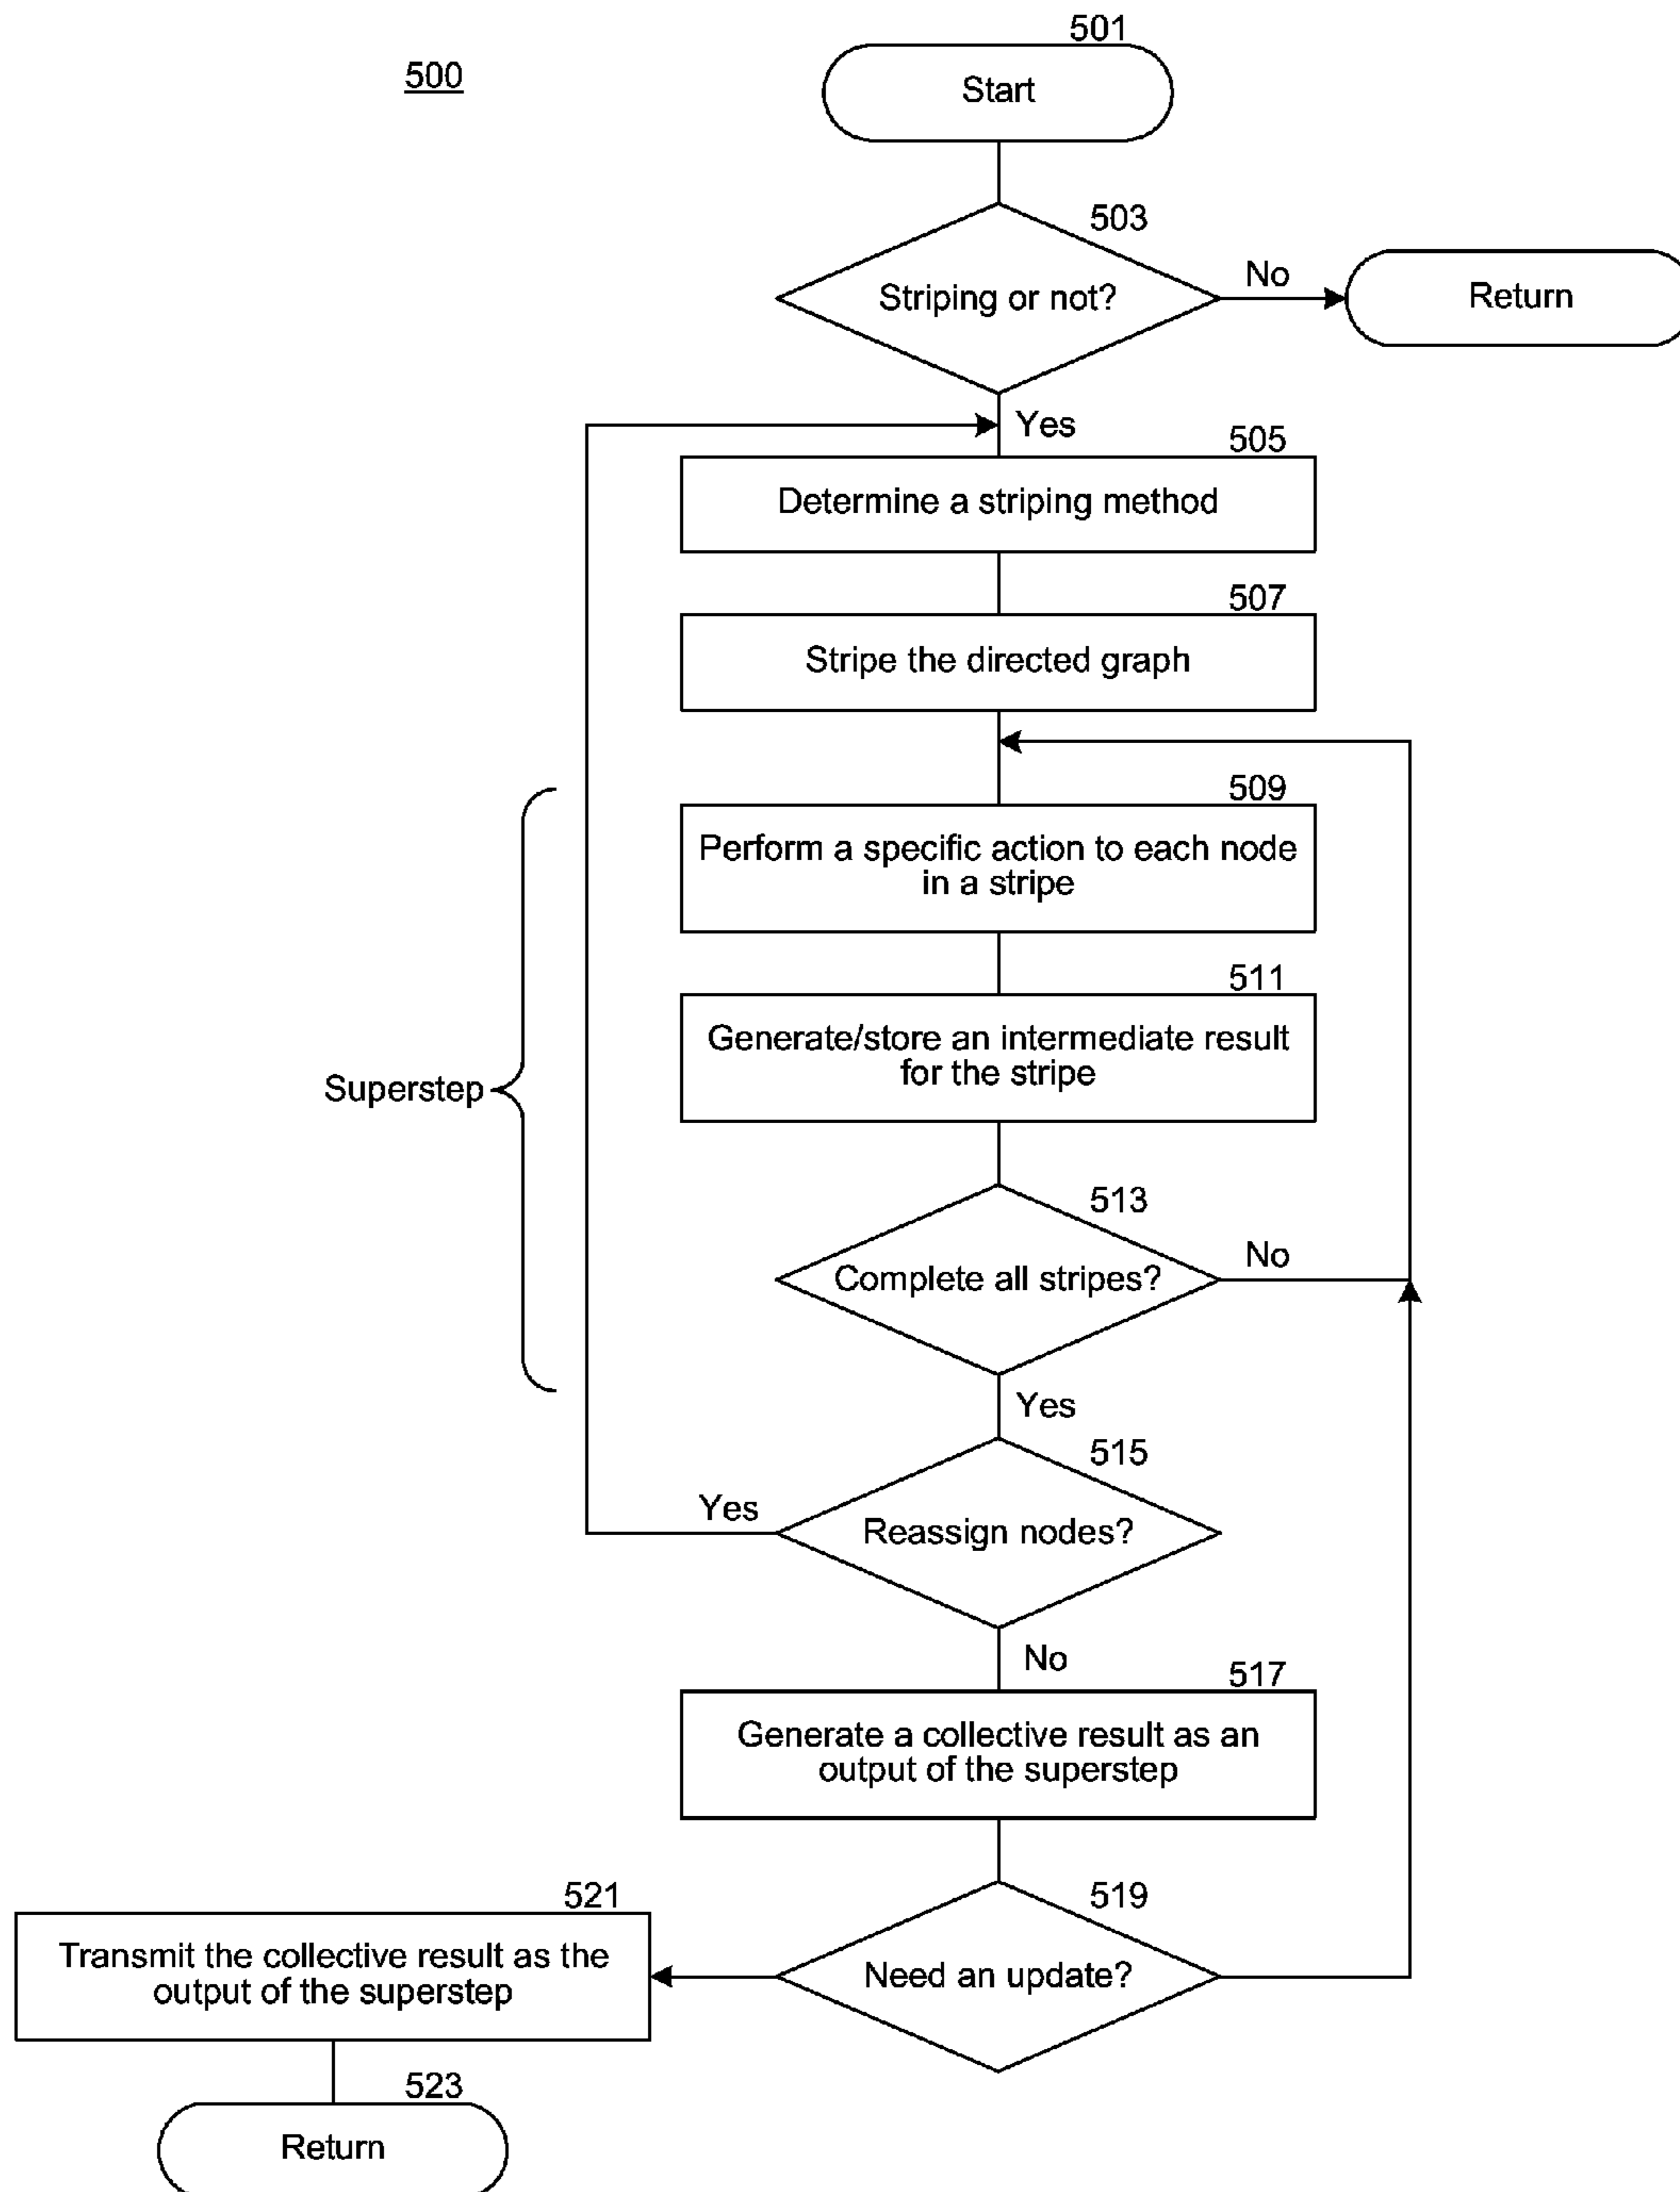 500
501
Start
503
Striping or not?
No
Return
Yes
505
Determine a striping method
507
Stripe the directed graph
509
Perform a specific action to each node
in a stripe
511
Generate/store an intermediate result
for the stripe
Superstep
513
Complete all stripes?
No
Yes
515
Reassign nodes?
Yes
No
517
Generate a collective result as an
output of the superstep
519
Need an update?
521
Transmit the collective result as the
output of the superstep
523
Return